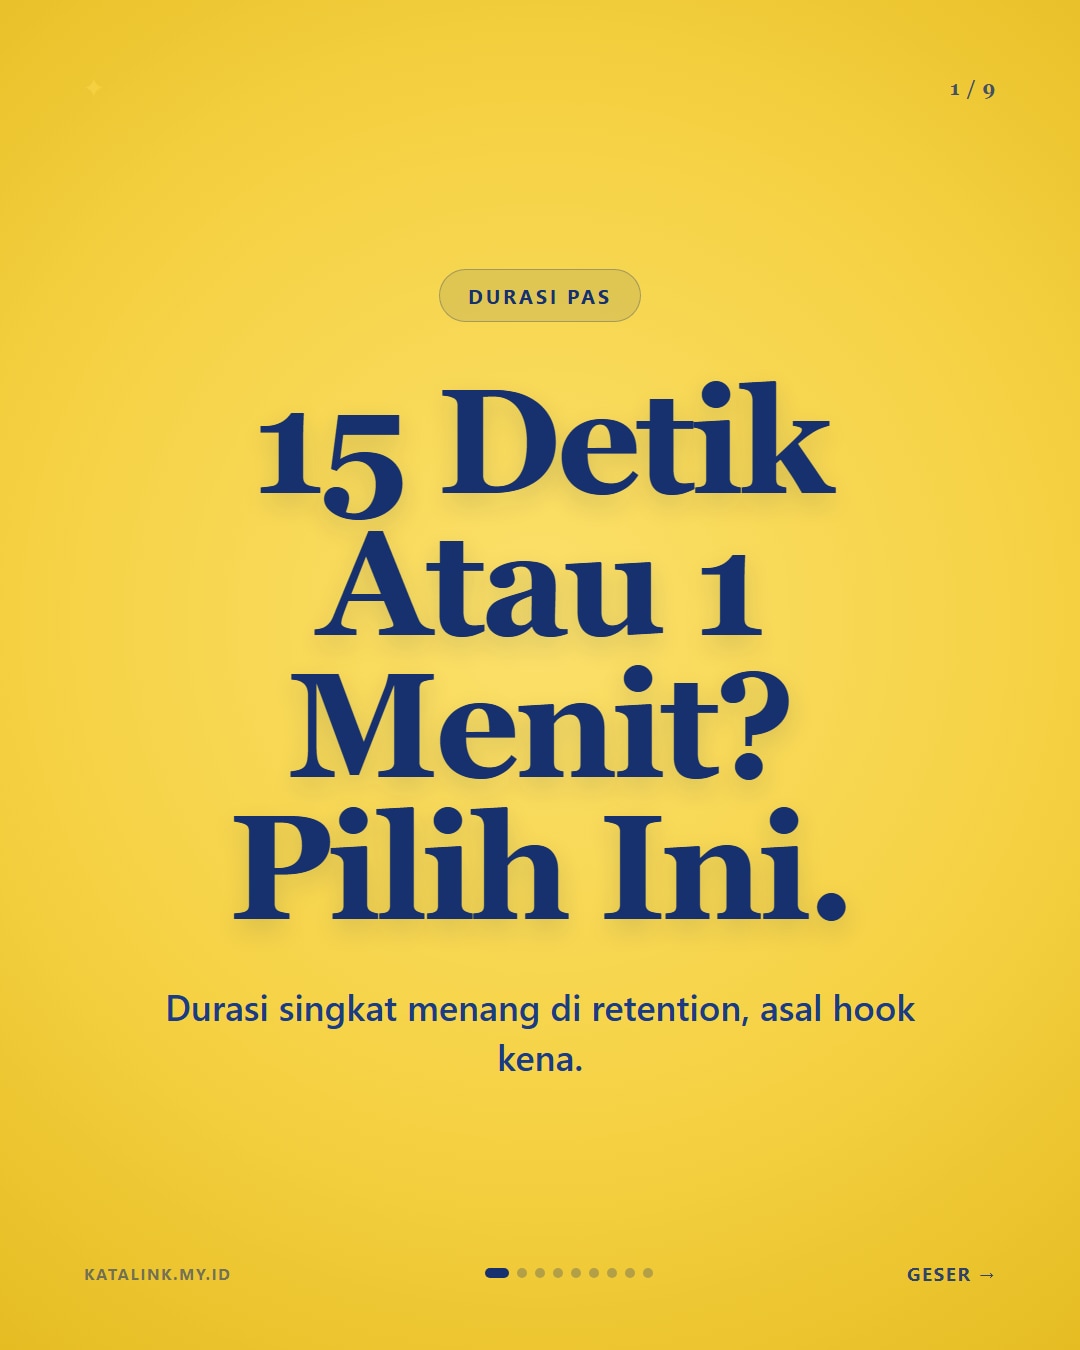 1 / 9
DURASI PAS
15 Detik
Atau 1
Menit?
Pilih Ini.
Durasi singkat menang di retention, asal hook
kena.
KATALINK.MY.ID
GESER →